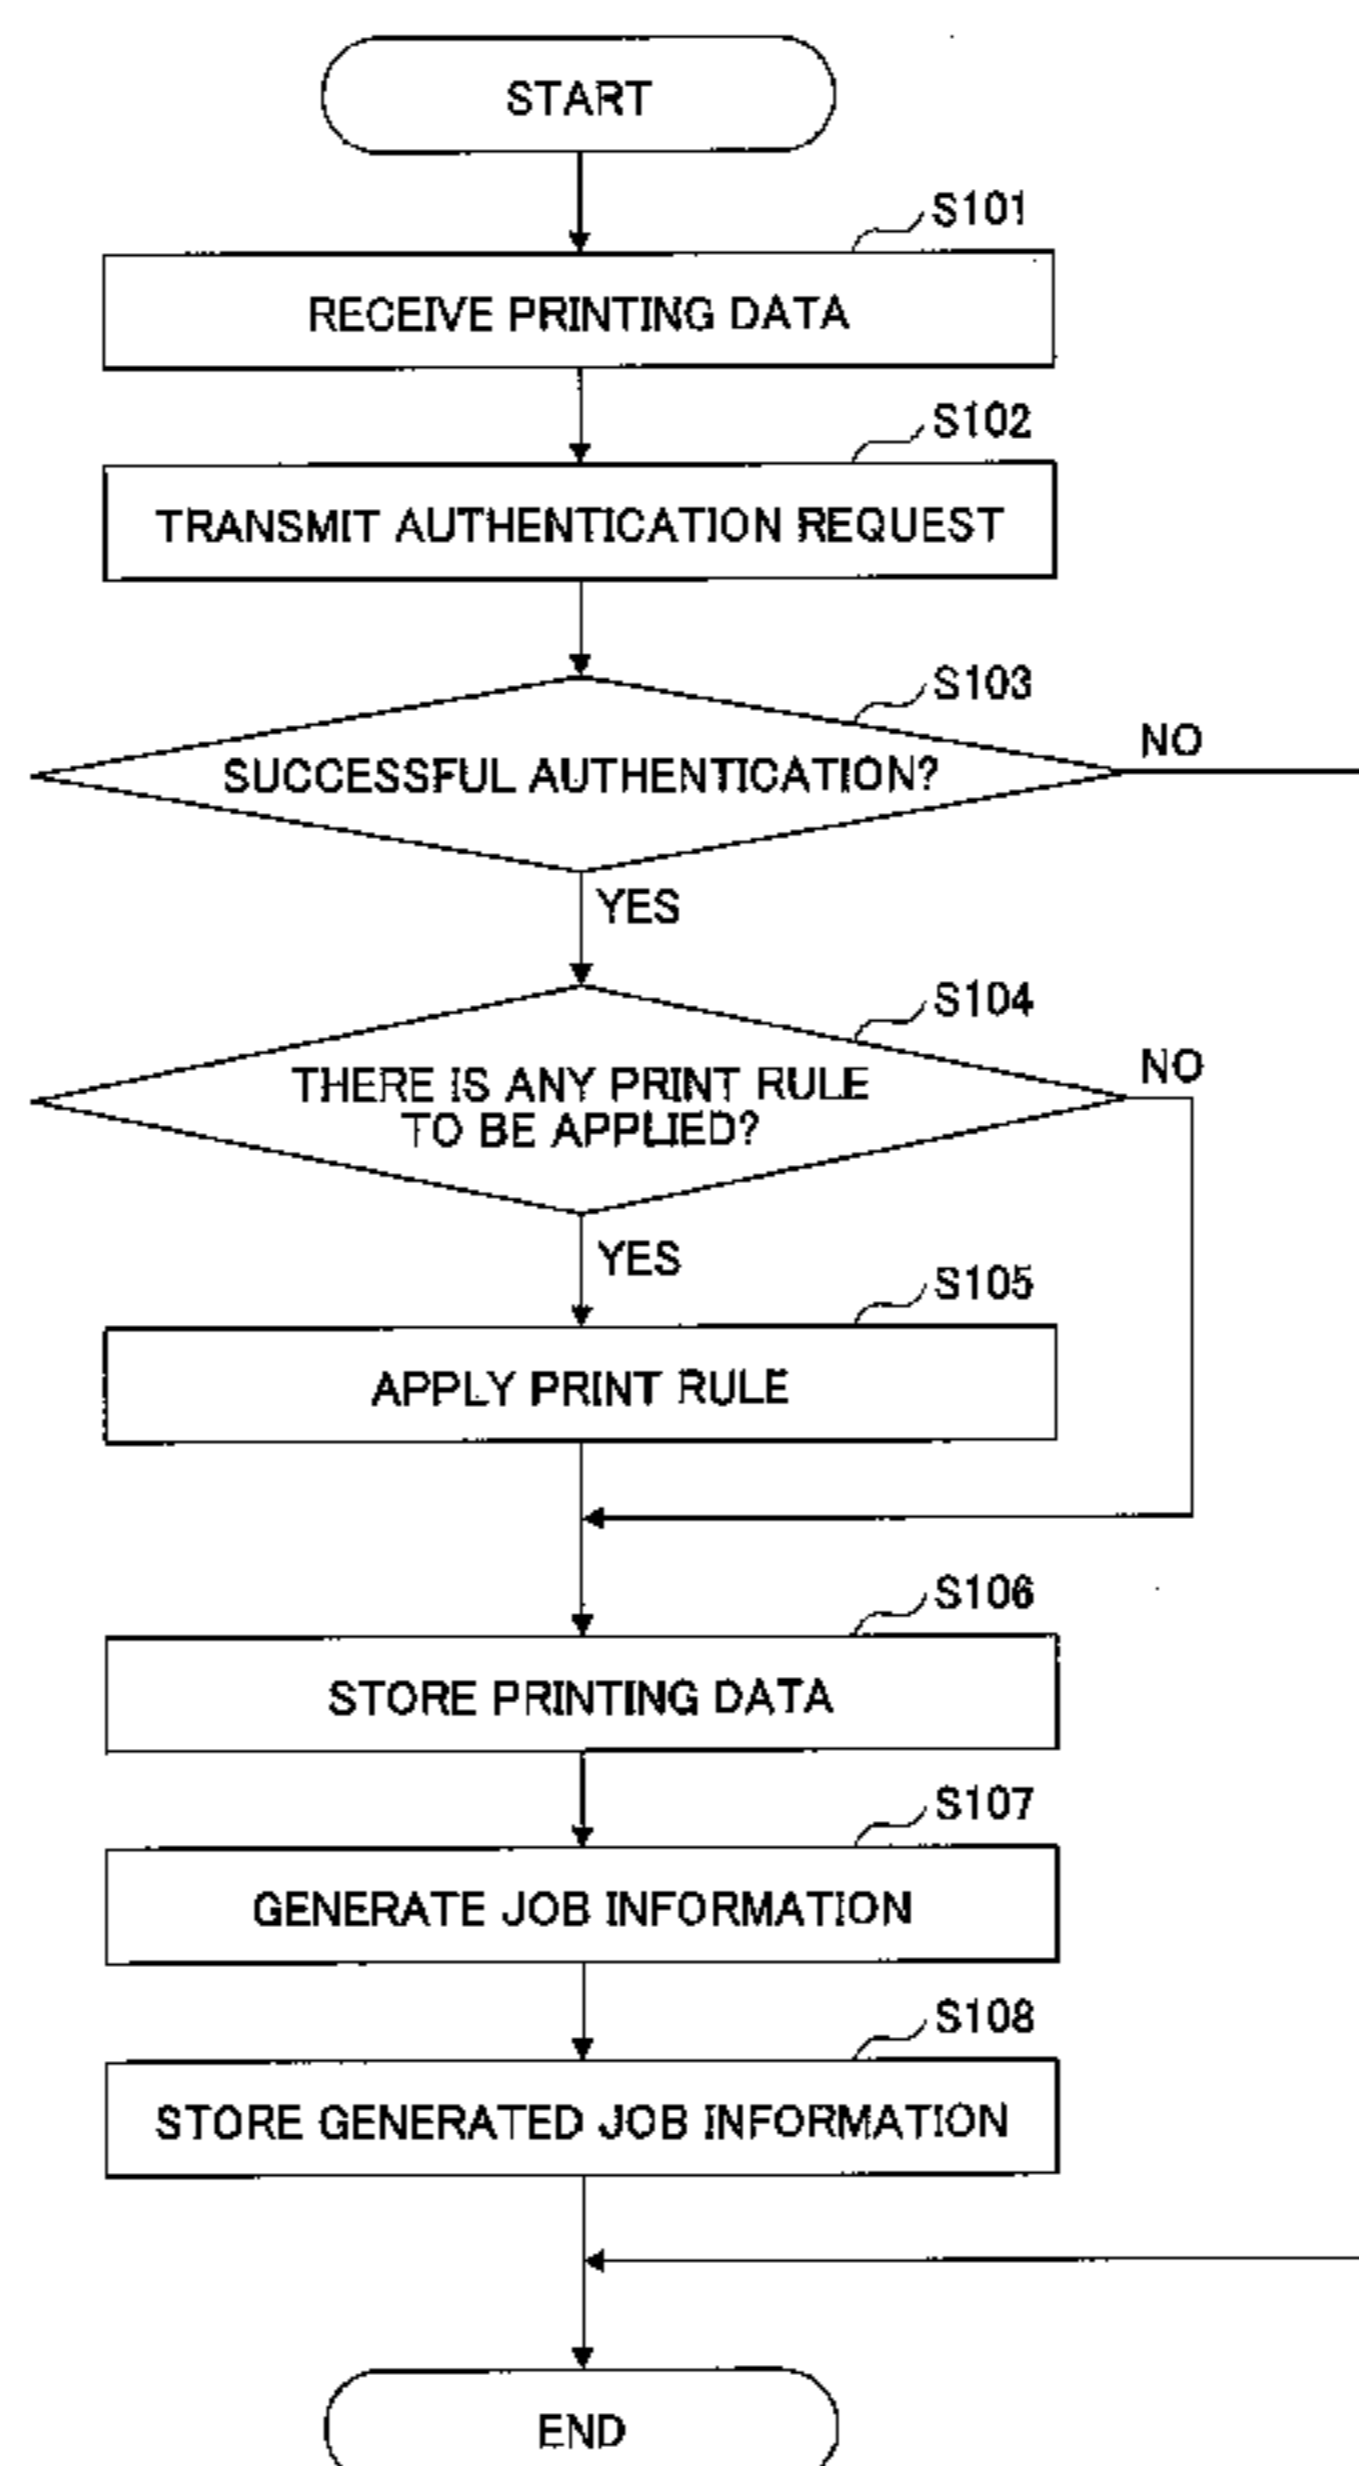 START
S101
RECEIVE PRINTING DATA
S102
TRANSMIT AUTHENTICATION REQUEST
S103
NO
SUCCESSFUL AUTHENTICATION?
YES
S104
NO
THERE IS ANY PRINT RULE
TO BE APPLIED?
YES
S105
APPLY PRINT RULE
S106
STORE PRINTING DATA
S107
GENERATE JOB INFORMATION
S108
STORE GENERATED JOB INFORMATION
END